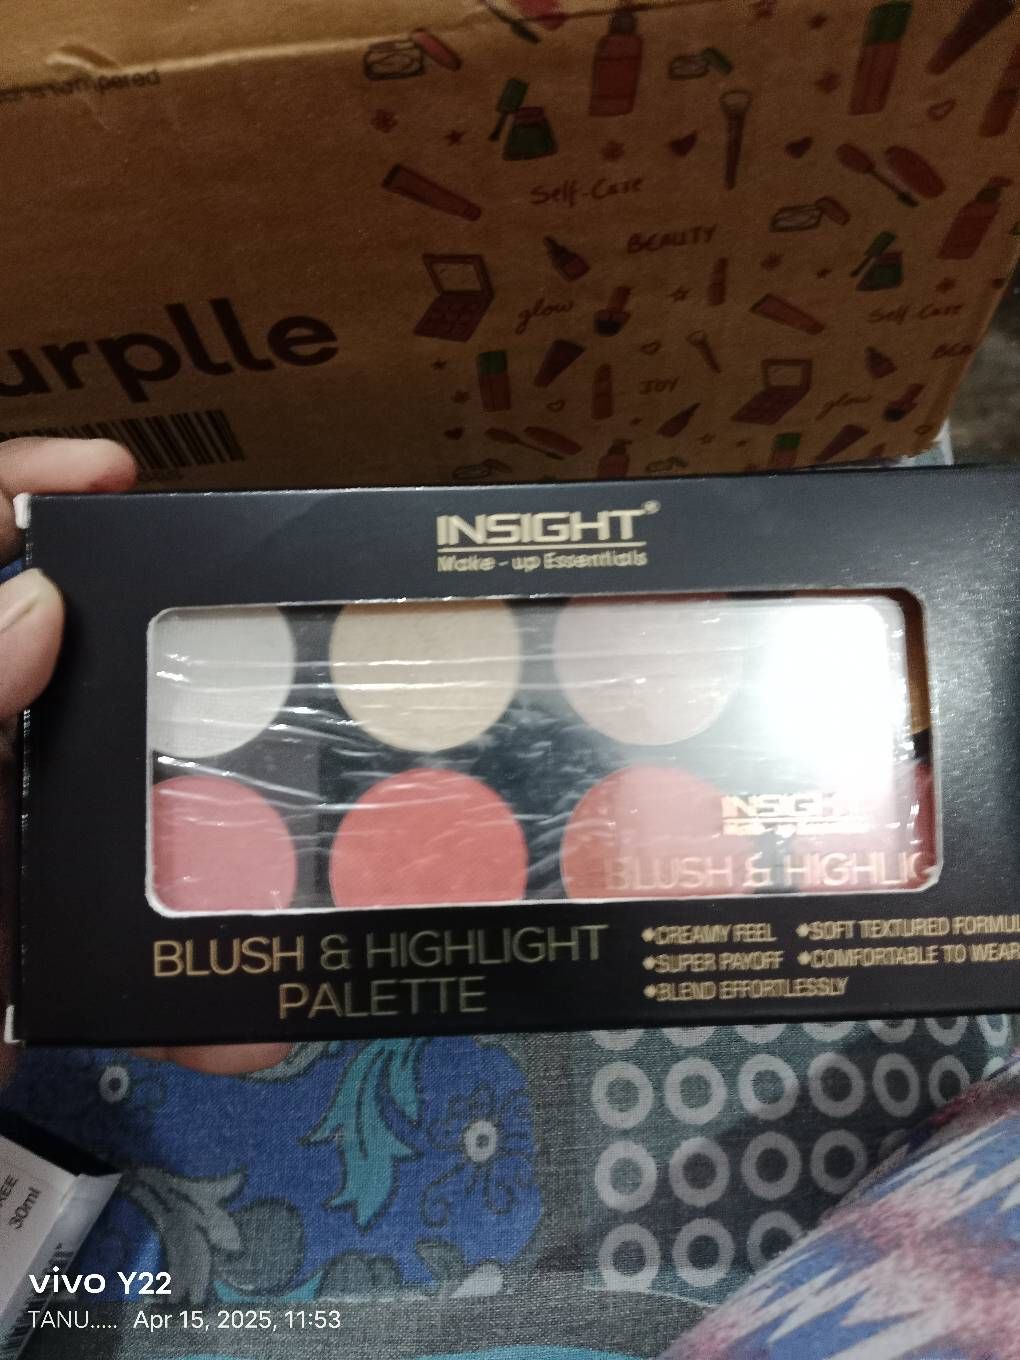 Self-Care
BEAUTY
glow
Self-Care
urplle
JOY
glow
INSIGHT®
Make-up Essentials
INSIGHT
BLUSH & HIGHLIG
BLUSH & HIGHLIGHT
PALETTE
•CREAMY FEEL •SOFT TEXTURED FORMUL
•SUPER PAYOFF •COMFORTABLE TO WEAR
•BLEND EFFORTLESSLY
30ml
vivo Y22
TANU..... Apr 15, 2025, 11:53